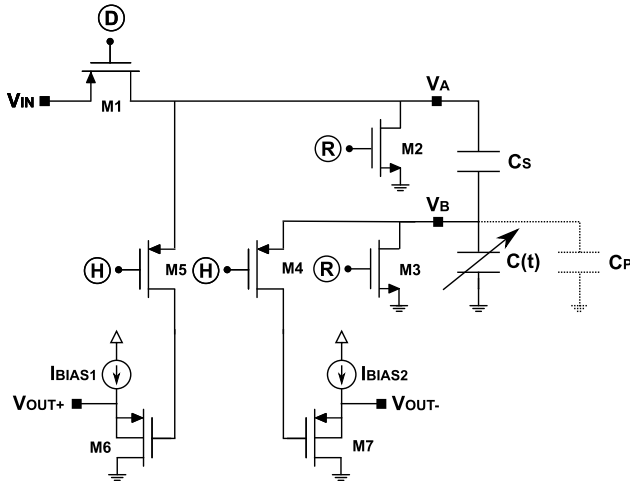 D
VIN
M1
VA
R
M2
CS
VB
H
M5
H
M4
R
M3
C(t)
CP
IBIAS1
IBIAS2
VOUT+
VOUT-
M6
M7